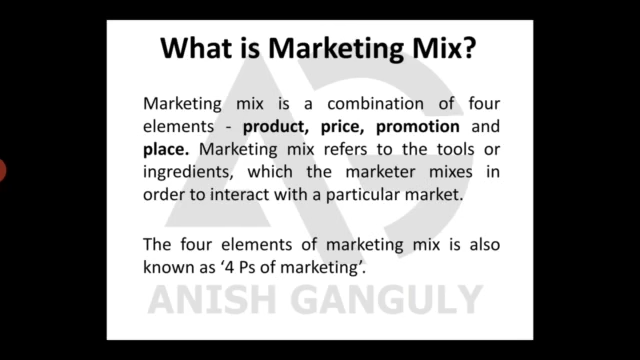 What is Marketing Mix?
Marketing mix is a combination of four
elements - product, price, promotion and
place. Marketing mix refers to the tools or
ingredients, which the marketer mixes in
order to interact with a particular market.
The four elements of marketing mix is also
known as ‘4 Ps of marketing’.
ANISH GANGULY